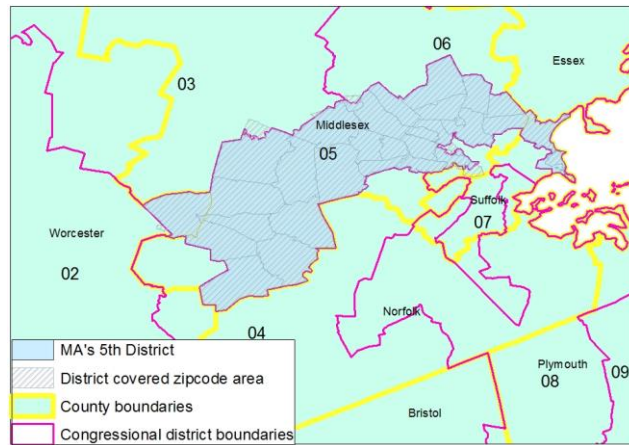 06
Essex
03
Middlesex
05
Suffolk
07
Worcester
02
Norfolk
04
Plymouth
08
09
Bristol
MA's 5th District
District covered zipcode area
County boundaries
Congressional district boundaries